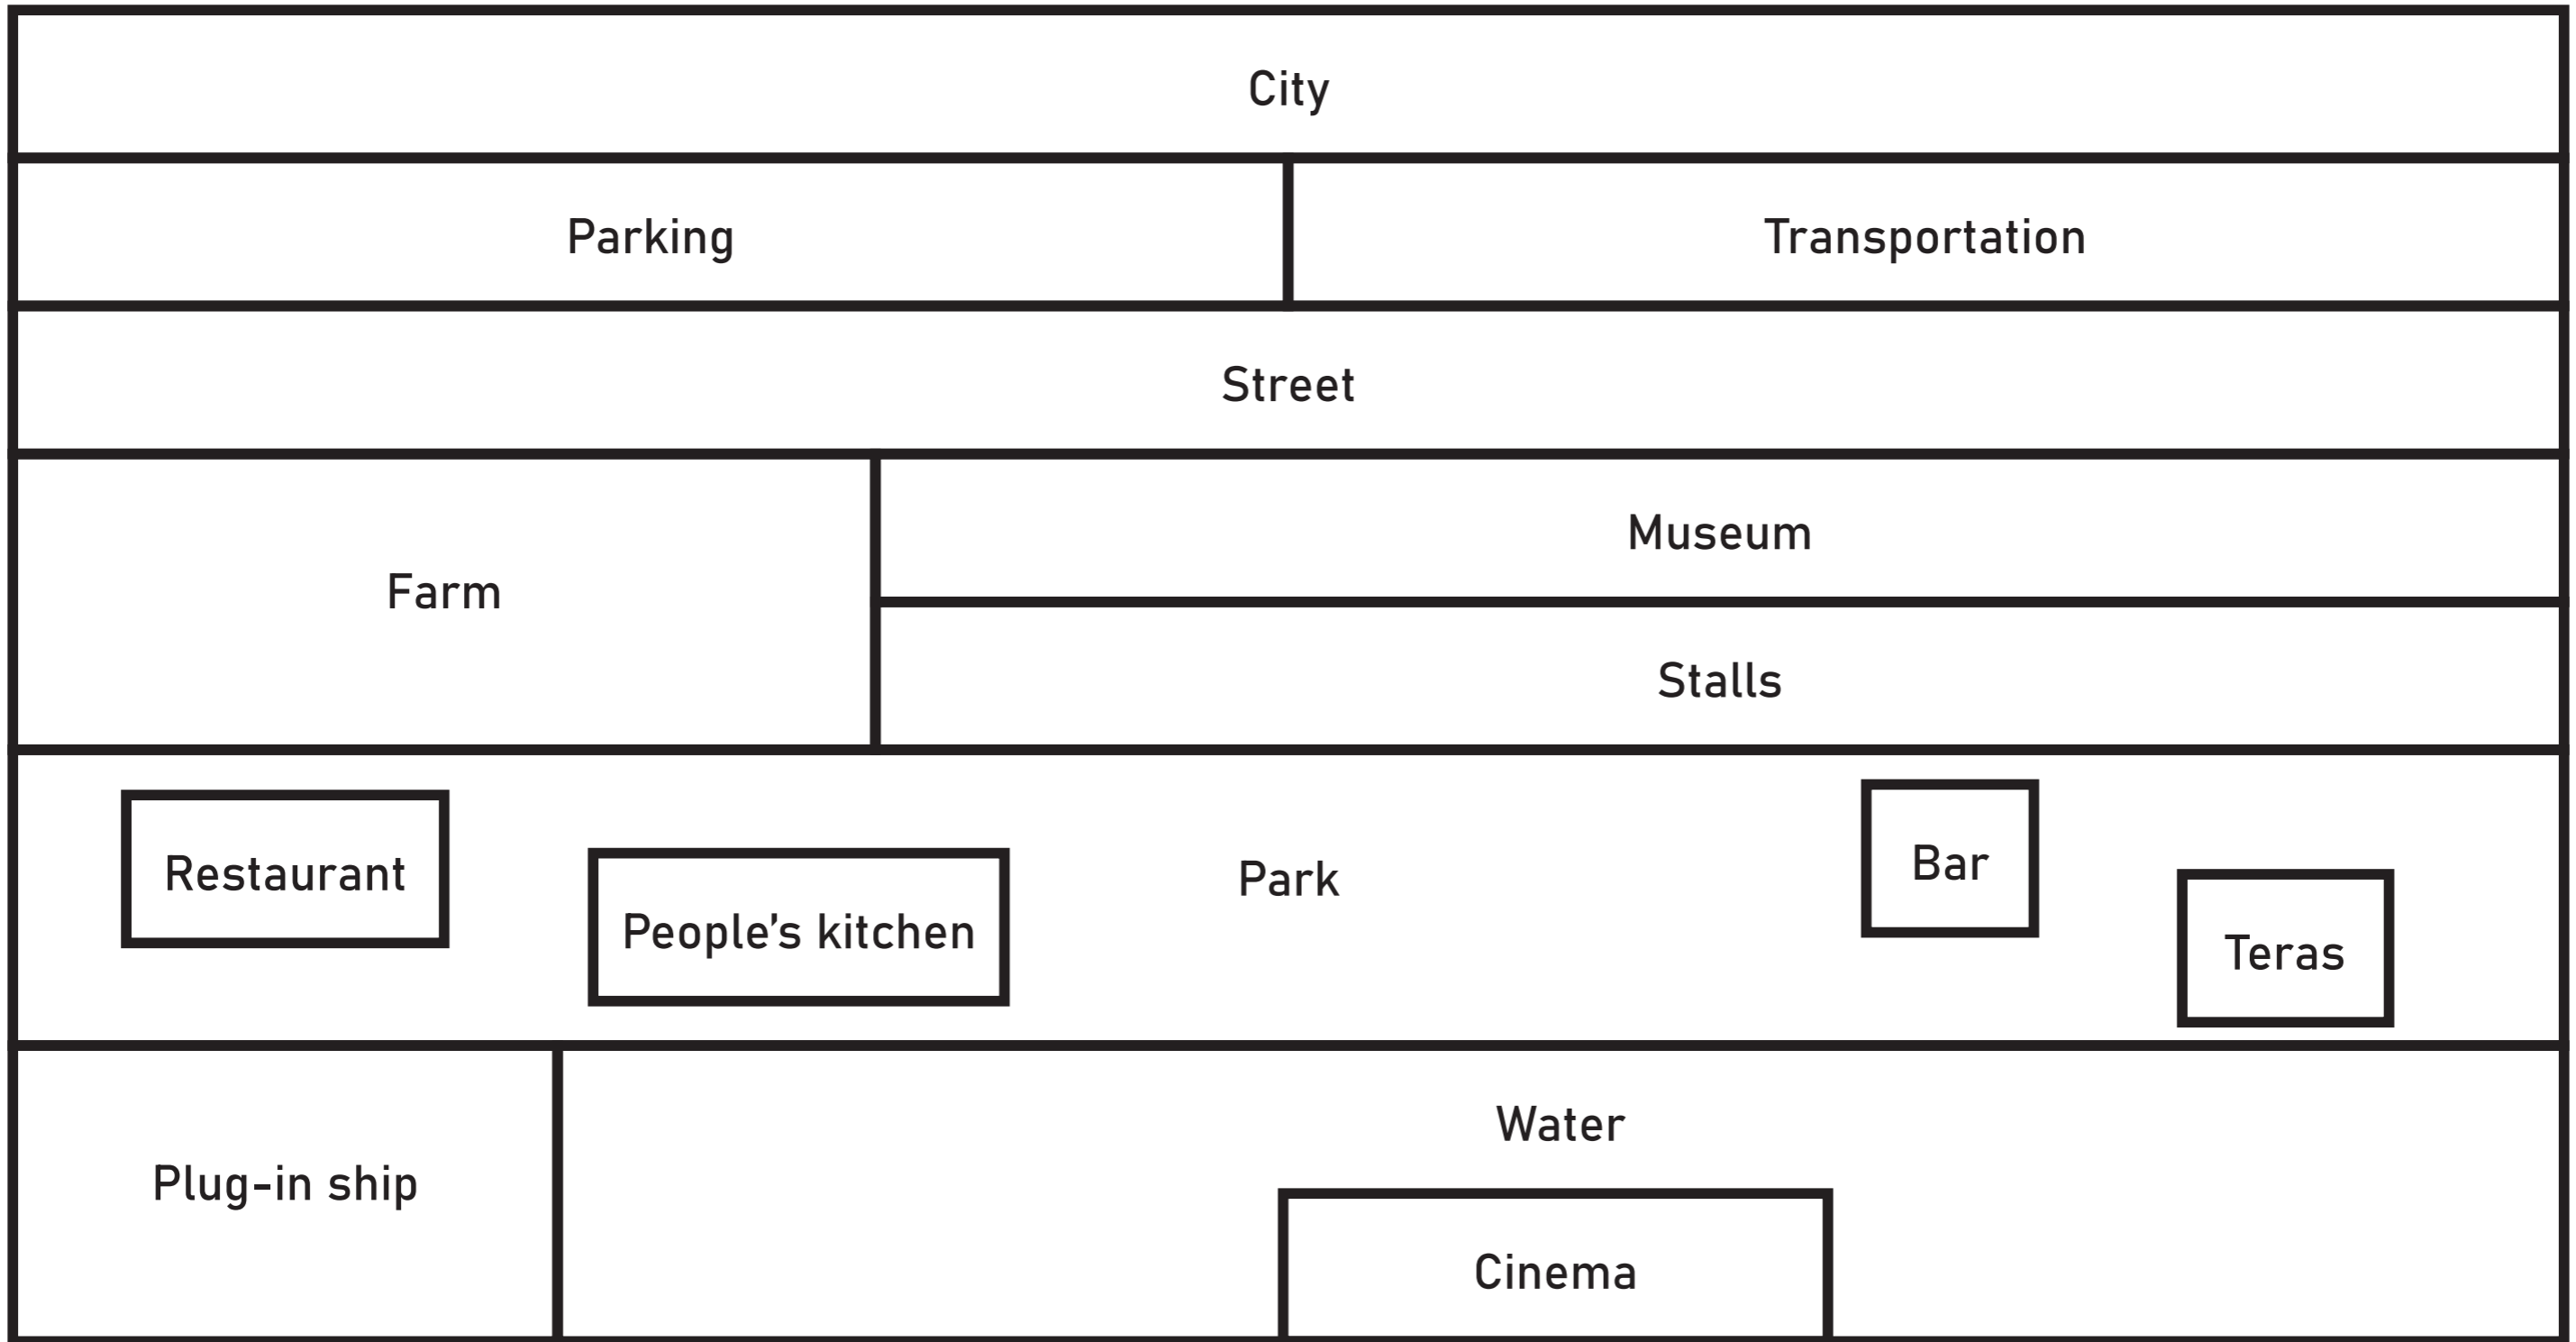 City
Parking
Transportation
Street
Farm
Museum
Stalls
Restaurant
People’s kitchen
Park
Bar
Teras
Plug-in ship
Water
Cinema